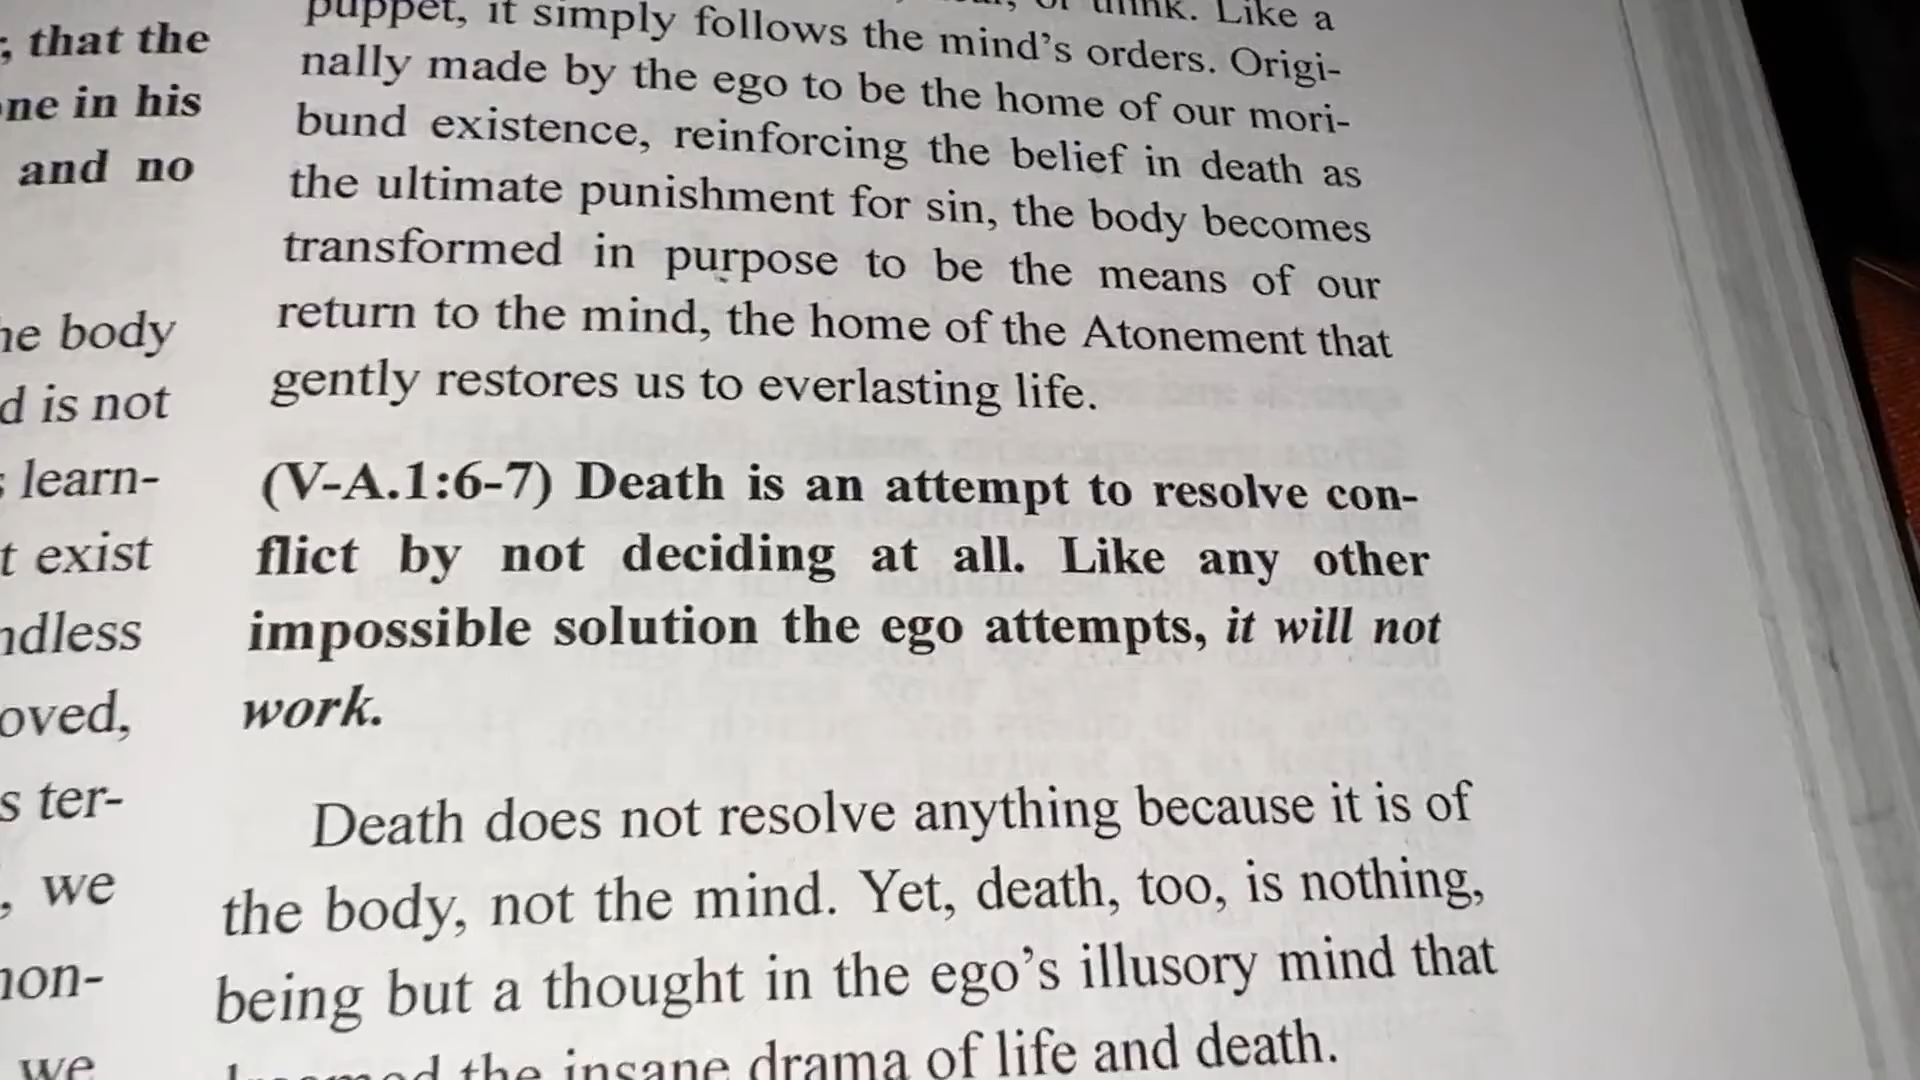 that the
ne in his
and no
he body
d is not
learn-
t exist
ndless
oved,
s ter-
, we
non-
we
think. Like a
puppet, it simply follows the mind's orders. Origi-
nally made by the ego to be the home of our mori-
bund existence, reinforcing the belief in death as
the ultimate punishment for sin, the body becomes
transformed in purpose to be the means of our
return to the mind, the home of the Atonement that
gently restores us to everlasting life.
(V-A.1:6-7) Death is an attempt to resolve con-
flict by not deciding at all. Like any other
impossible solution the ego attempts, it will not
work.
Death does not resolve anything because it is of
the body, not the mind. Yet, death, too, is nothing,
being but a thought in the ego's illusory mind that
the insane drama of life and death.